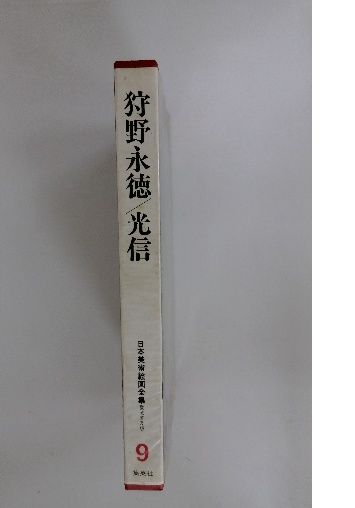 狩野永徳/光信
日本美術絵画全集
9
集英社